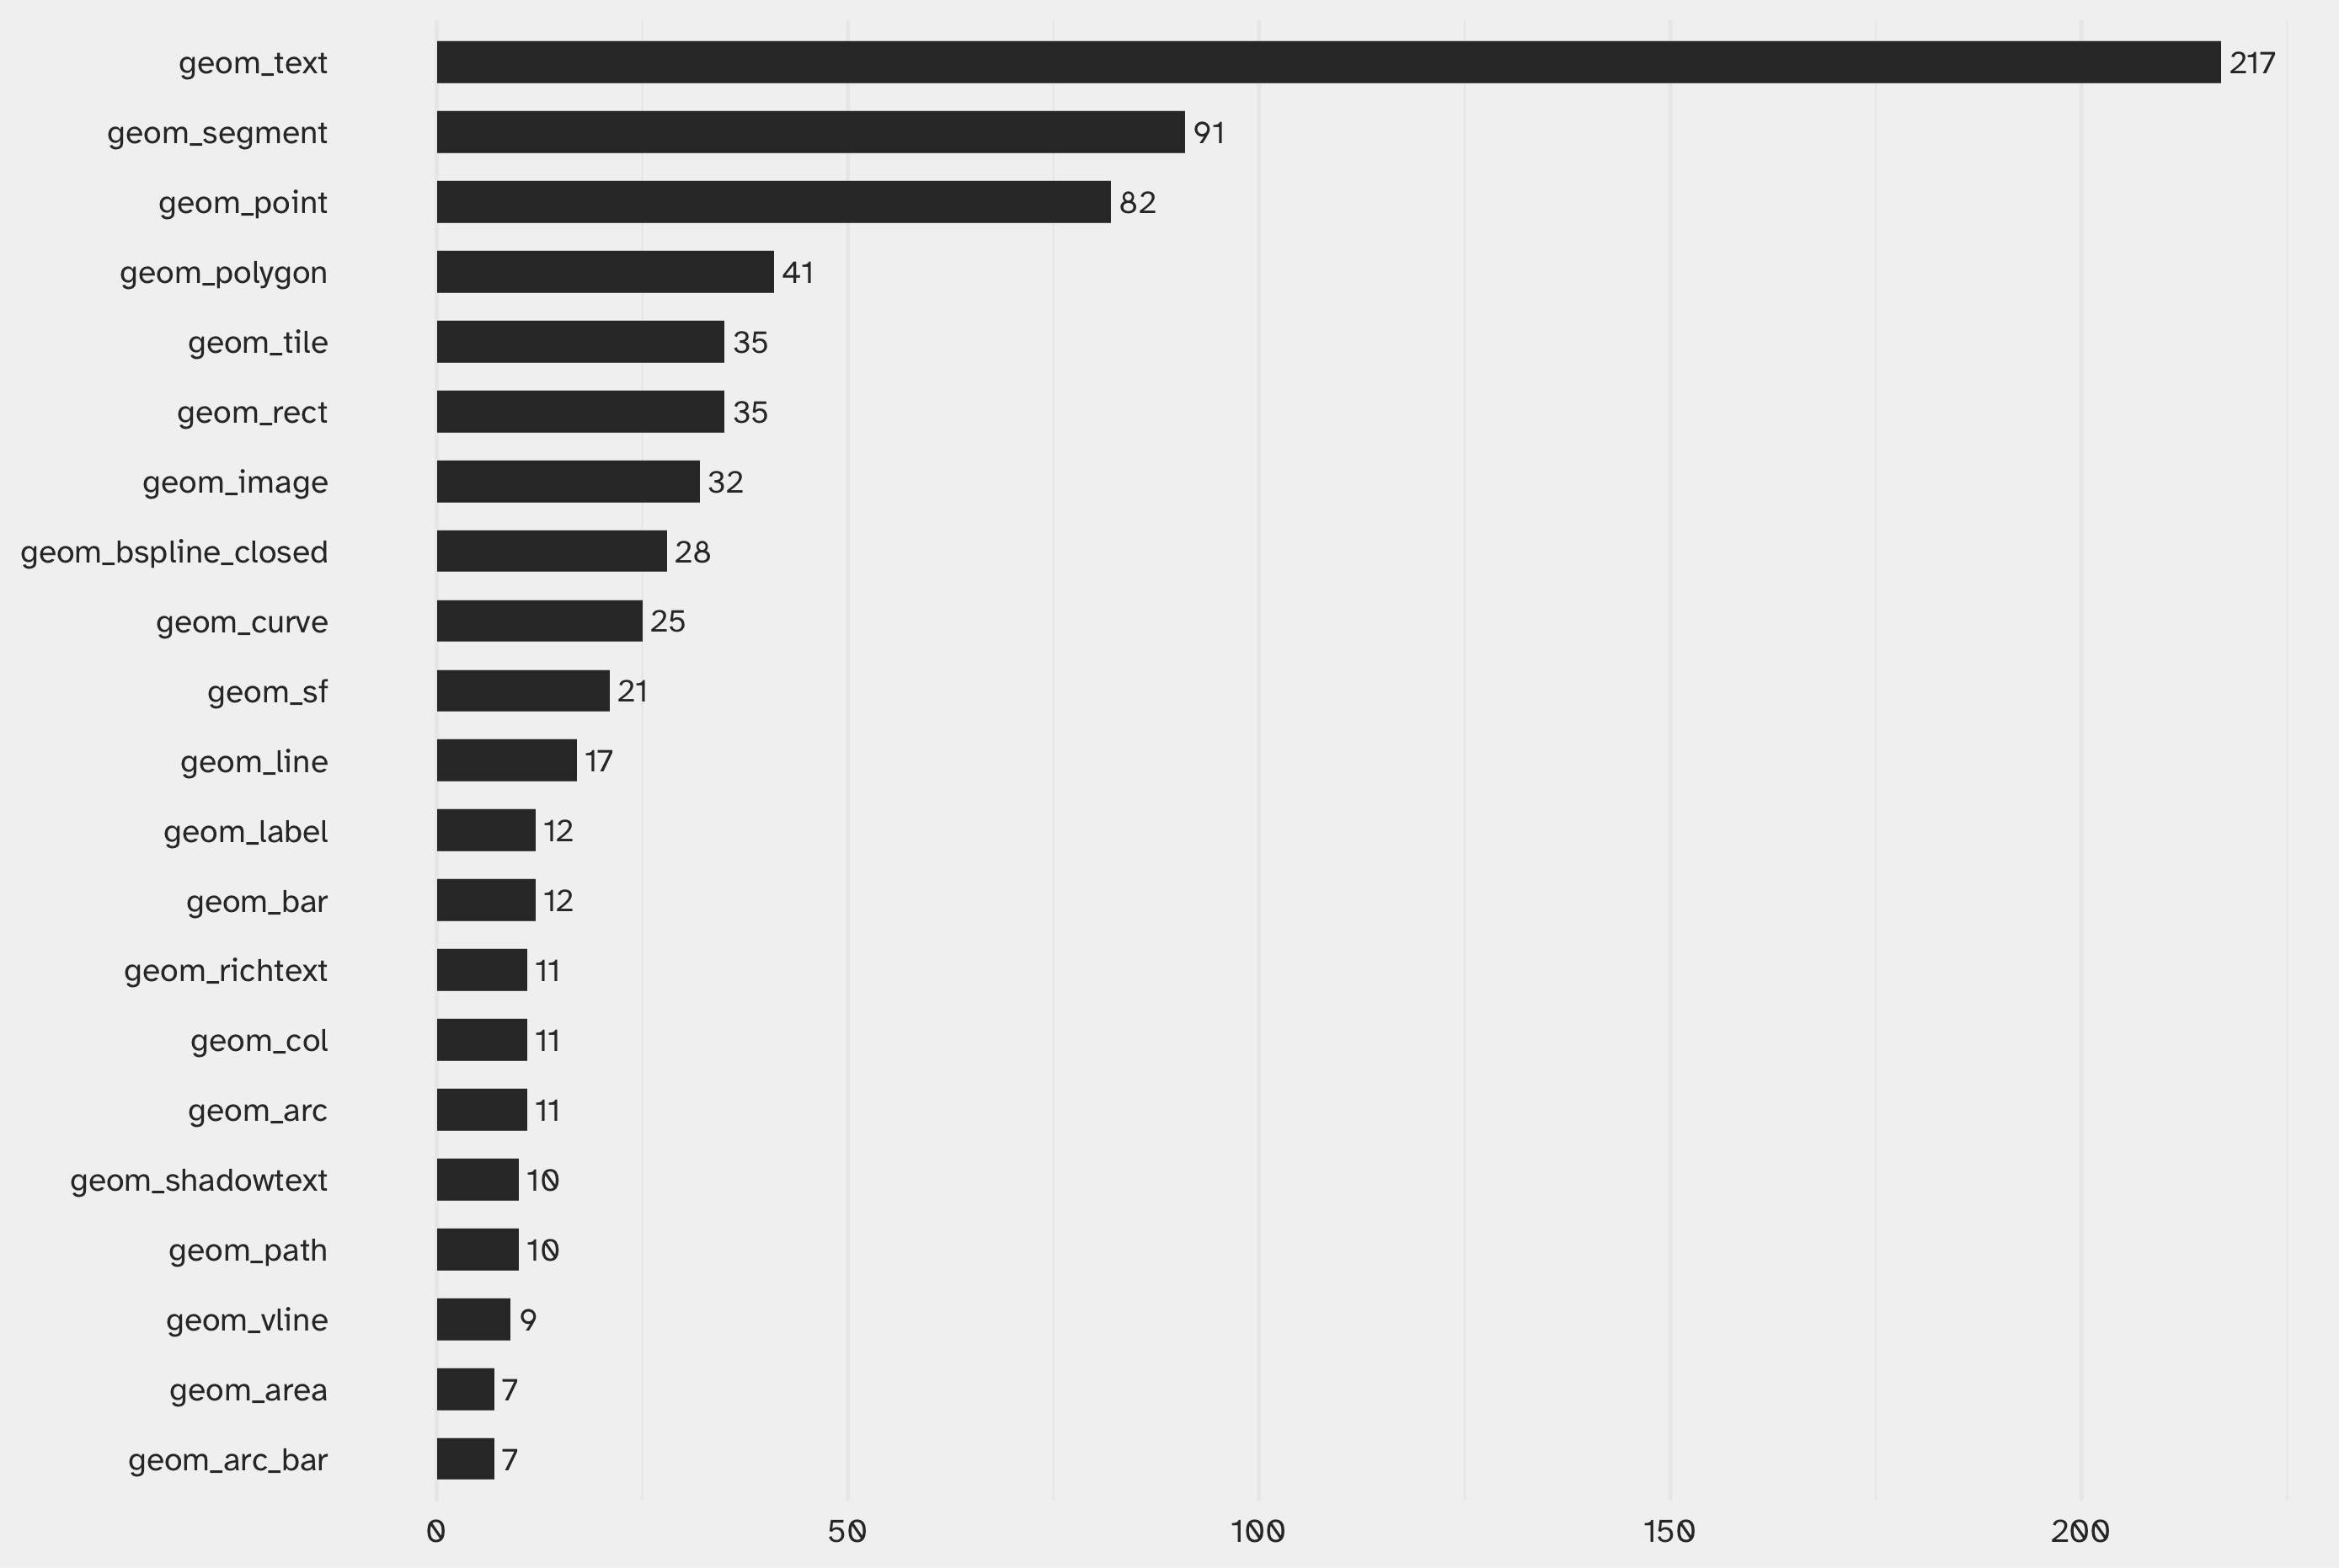 geom_text 217
geom_segment 91
geom_point 82
geom_polygon 41
geom_tile 35
geom_rect 35
geom_image 32
geom_bspline_closed 28
geom_curve 25
geom_sf 21
geom_line 17
geom_label 12
geom_bar 12
geom_richtext 11
geom_col 11
geom_arc 11
geom_shadowtext 10
geom_path 10
geom_vline 9
geom_area 7
geom_arc_bar 7
0 50 100 150 200